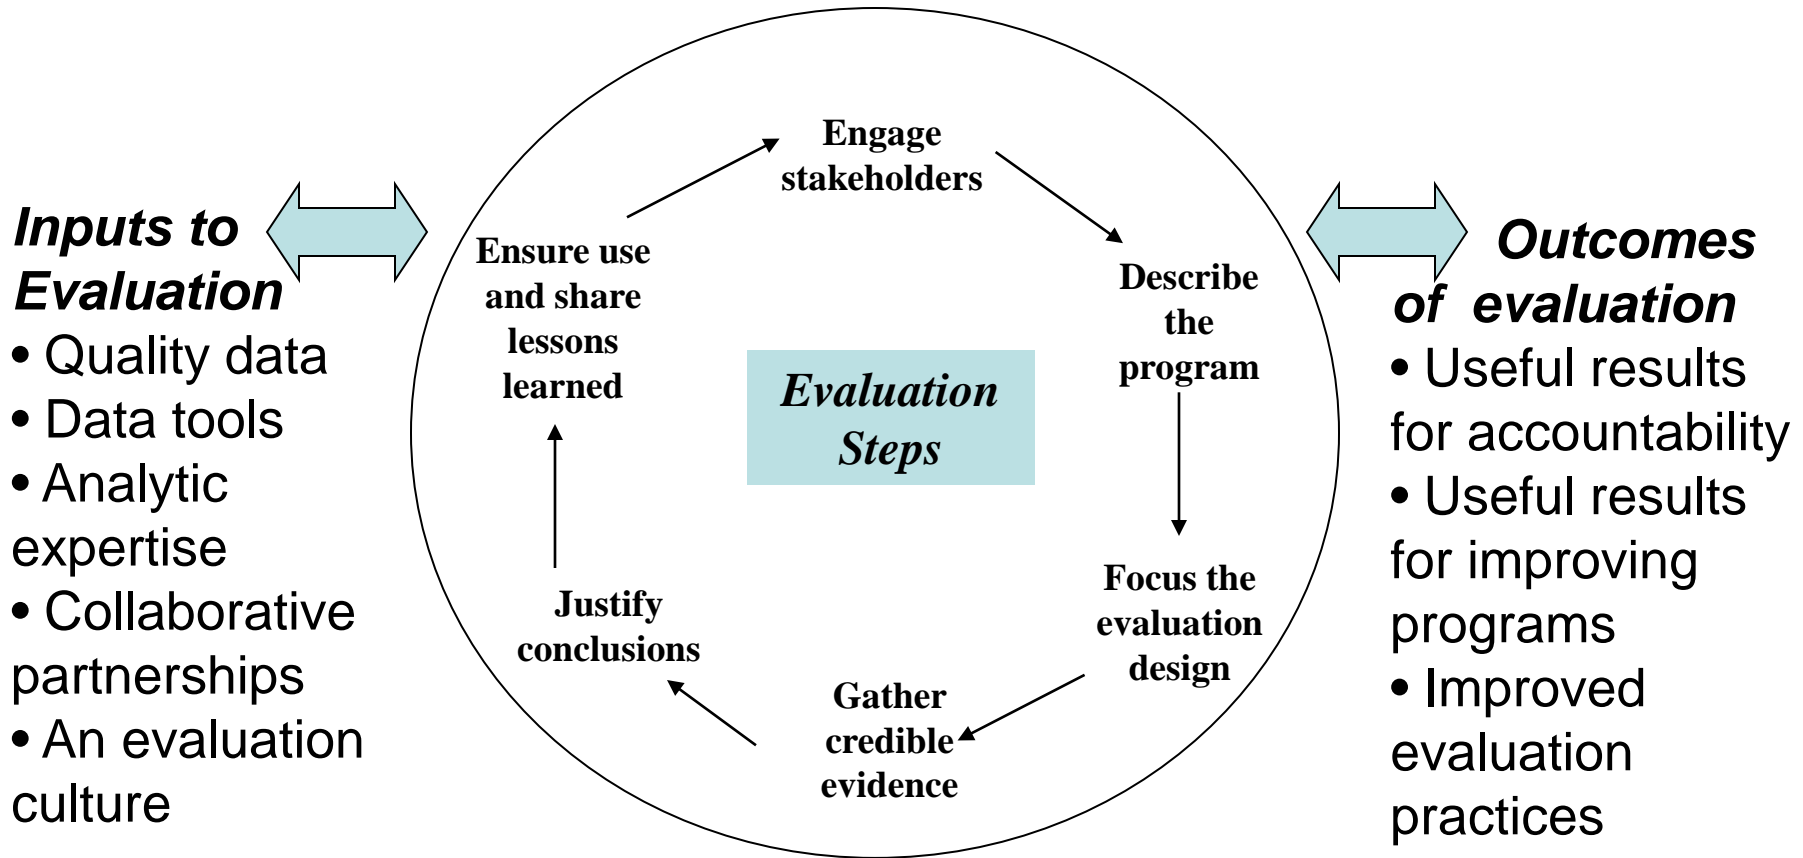 Inputs to
Evaluation
• Quality data
• Data tools
• Analytic
expertise
• Collaborative
partnerships
• An evaluation
culture
Engage
stakeholders
Describe
the
program
Focus the
evaluation
design
Gather
credible
evidence
Justify
conclusions
Ensure use
and share
lessons
learned
Evaluation
Steps
Outcomes
of evaluation
• Useful results
for accountability
• Useful results
for improving
programs
• Improved
evaluation
practices